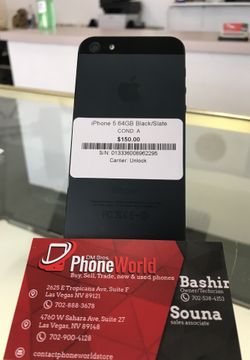 iPhone 5 64GB Black/Slate
COND: A
$150.00
S/N: 013336008962295
Carrier: Unlock
DM Bros.
PhoneWorld
Buy, Sell, Trade, new & used phones
2625 E Tropicana Ave, Suite F
Las Vegas NV 89121
702-888-3678
4760 W Sahara Ave, Suite 27
Las Vegas, NV 89148
702-900-4128
contactphoneworldstore
Bashir
Owner/Technician
702-538-4153
Souna
sales associate